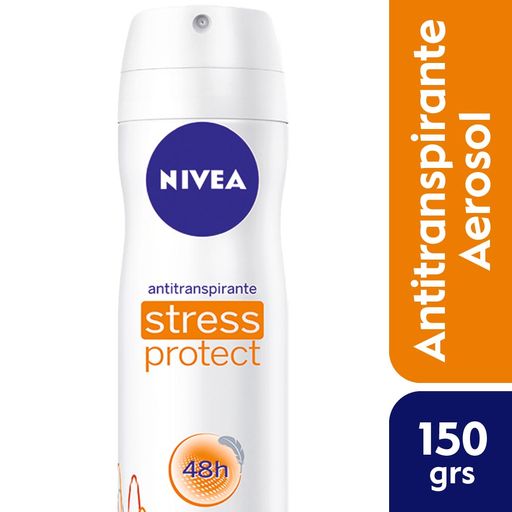 NIVEA
antitranspirante
stress
protect
48h
Antitranspirante
Aerosol
150
grs